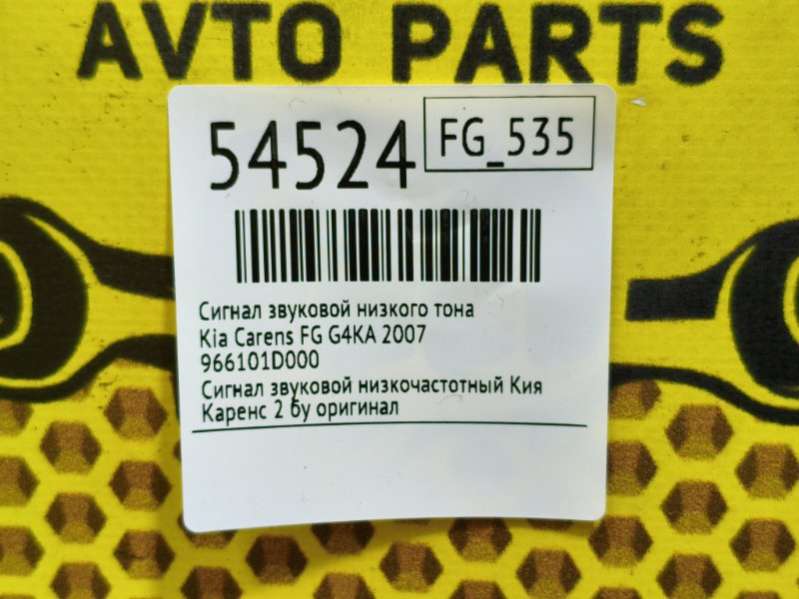 AVTO PARTS
54524
FG_535
Сигнал звуковой низкого тона
Kia Carens FG G4KA 2007
966101D000
Сигнал звуковой низкочастотный Кия
Каренс 2 бу оригинал